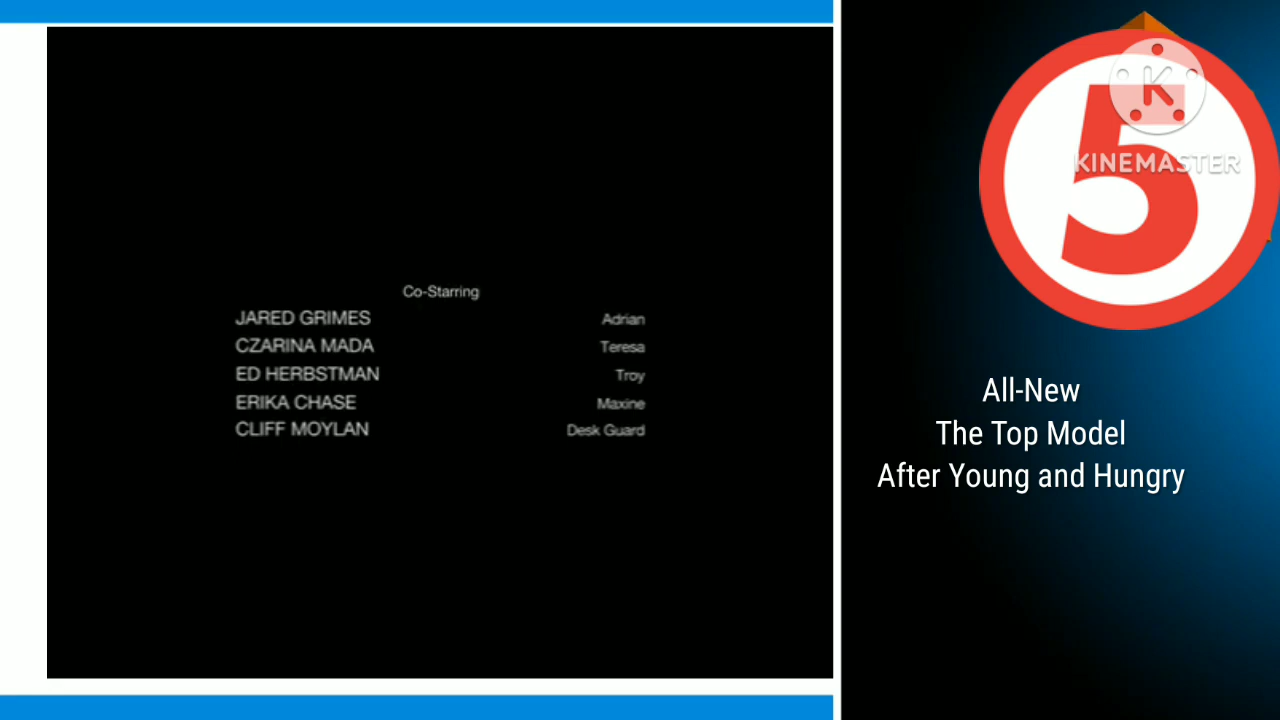 Co-Starring
JARED GRIMES Adrian
CZARINA MADA Teresa
ED HERBSTMAN Troy
ERIKA CHASE Maxine
CLIFF MOYLAN Desk Guard
5
K
KINEMASTER
All-New
The Top Model
After Young and Hungry